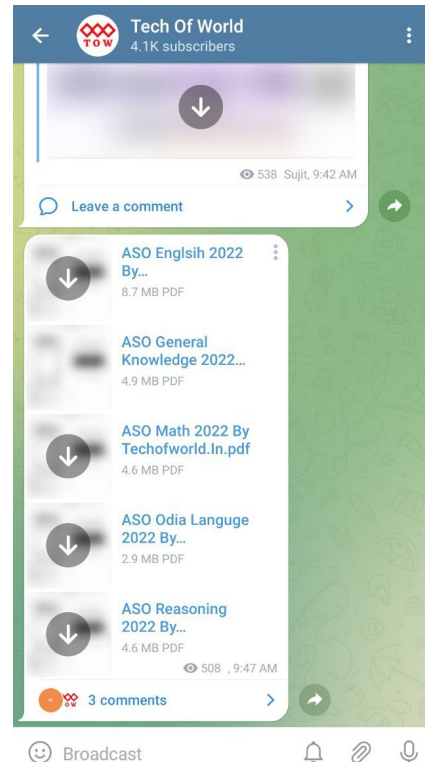 Tech Of World
TOW
4.1K subscribers
538 Sujit, 9:42 AM
Leave a comment
ASO Englsih 2022
By...
8.7 MB PDF
ASO General
Knowledge 2022...
4.9 MB PDF
ASO Math 2022 By
Techofworld.In.pdf
4.6 MB PDF
ASO Odia Languge
2022 By...
2.9 MB PDF
ASO Reasoning
2022 By...
4.6 MB PDF
508 , 9:47 AM
TOW
3 comments
Broadcast